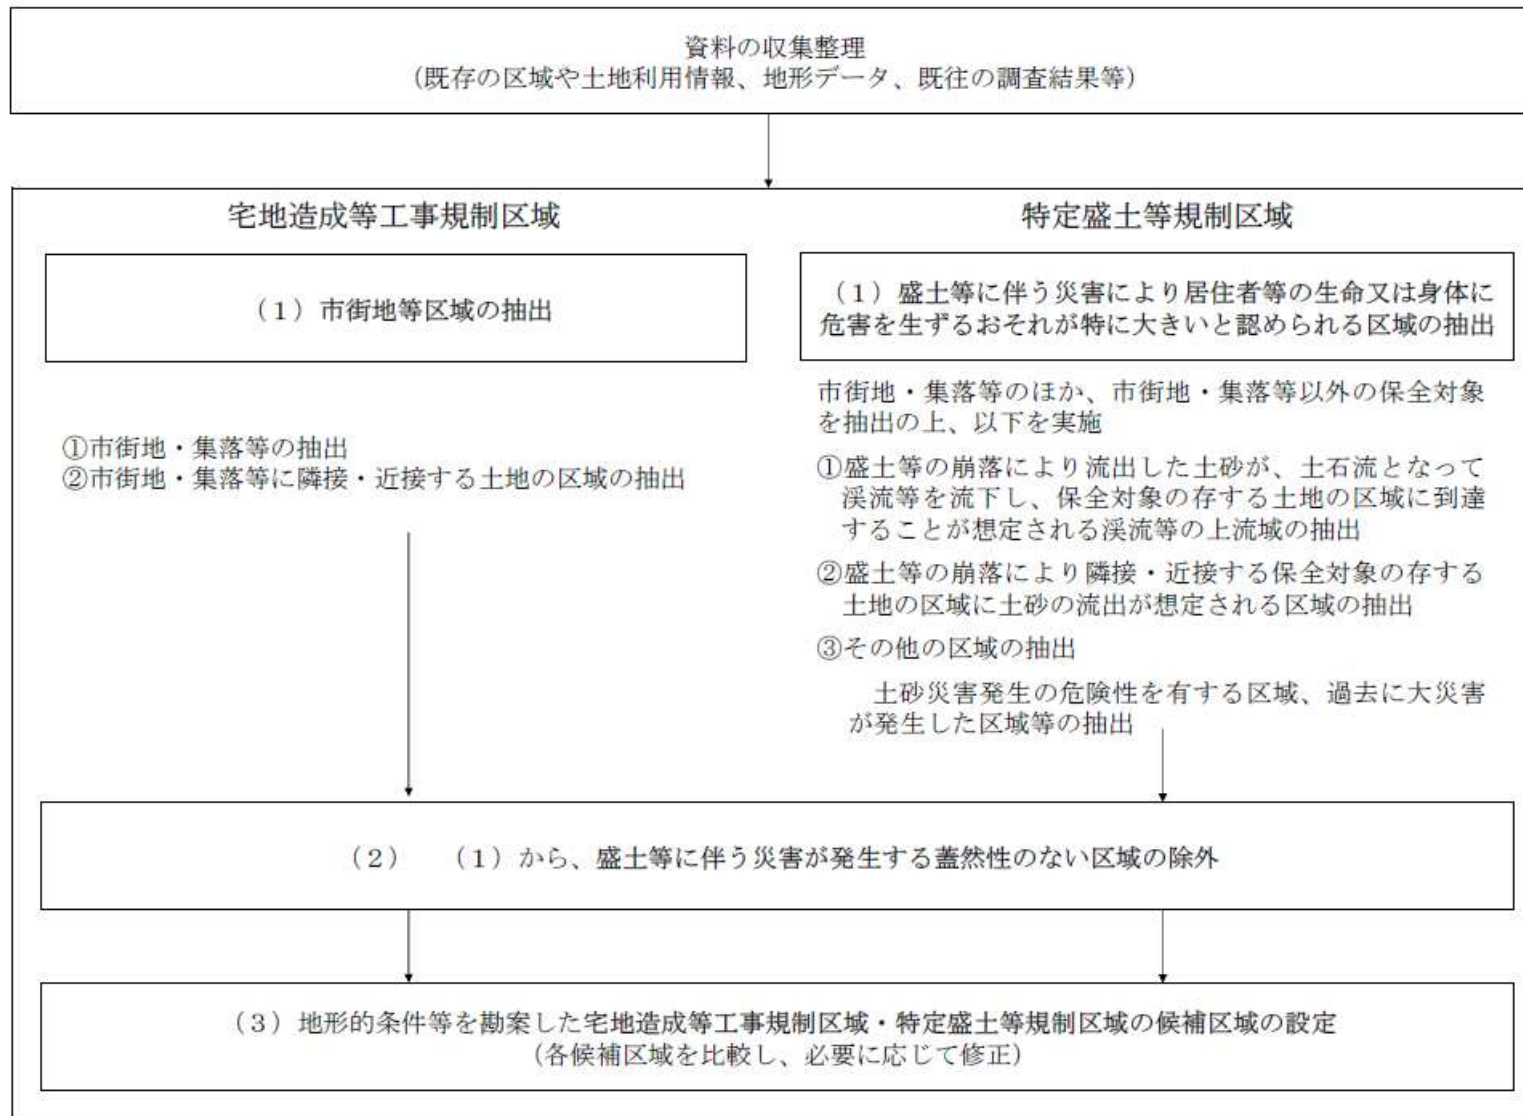 資料の収集整理
（既存の区域や土地利用情報、地形データ、既往の調査結果等）
宅地造成等工事規制区域
（１）市街地等区域の抽出
①市街地・集落等の抽出
②市街地・集落等に隣接・近接する土地の区域の抽出
特定盛土等規制区域
（１）盛土等に伴う災害により居住者等の生命又は身体に
危害を生ずるおそれが特に大きいと認められる区域の抽出
市街地・集落等のほか、市街地・集落等以外の保全対象
を抽出の上、以下を実施
①盛土等の崩落により流出した土砂が、土石流となって
渓流等を流下し、保全対象の存する土地の区域に到達
することが想定される渓流等の上流域の抽出
②盛土等の崩落により隣接・近接する保全対象の存する
土地の区域に土砂の流出が想定される区域の抽出
③その他の区域の抽出
土砂災害発生の危険性を有する区域、過去に大災害
が発生した区域等の抽出
（２）　（１）から、盛土等に伴う災害が発生する蓋然性のない区域の除外
（３）地形的条件等を勘案した宅地造成等工事規制区域・特定盛土等規制区域の候補区域の設定
（各候補区域を比較し、必要に応じて修正）